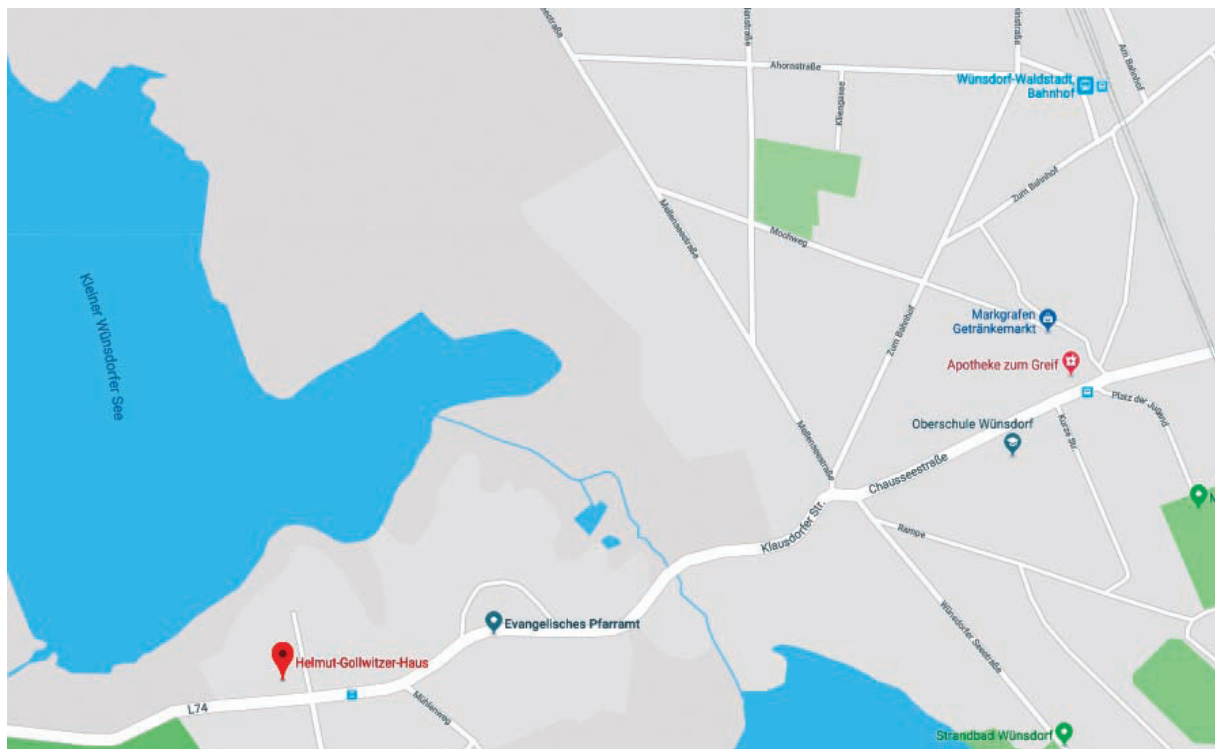 Ahornstraße
Kliengasse
Wünsdorf-Waldstadt
Bahnhof
Am Bahnhof
Zum Bahnhof
Mellenseestraße
Mochweg
Kleiner Wünsdorfer See
Zum Bahnhof
Markgrafen
Getränkemarkt
Apotheke zum Greif
Platz der Jugend
Mellenseestraße
Oberschule Wünsdorf
Kurze Str.
Chausseestraße
Klausdorfer Str.
Rampe
M
Evangelisches Pfarramt
Wünsdorfer Seestraße
Helmut-Gollwitzer-Haus
L74
Mühlenweg
Strandbad Wünsdorf